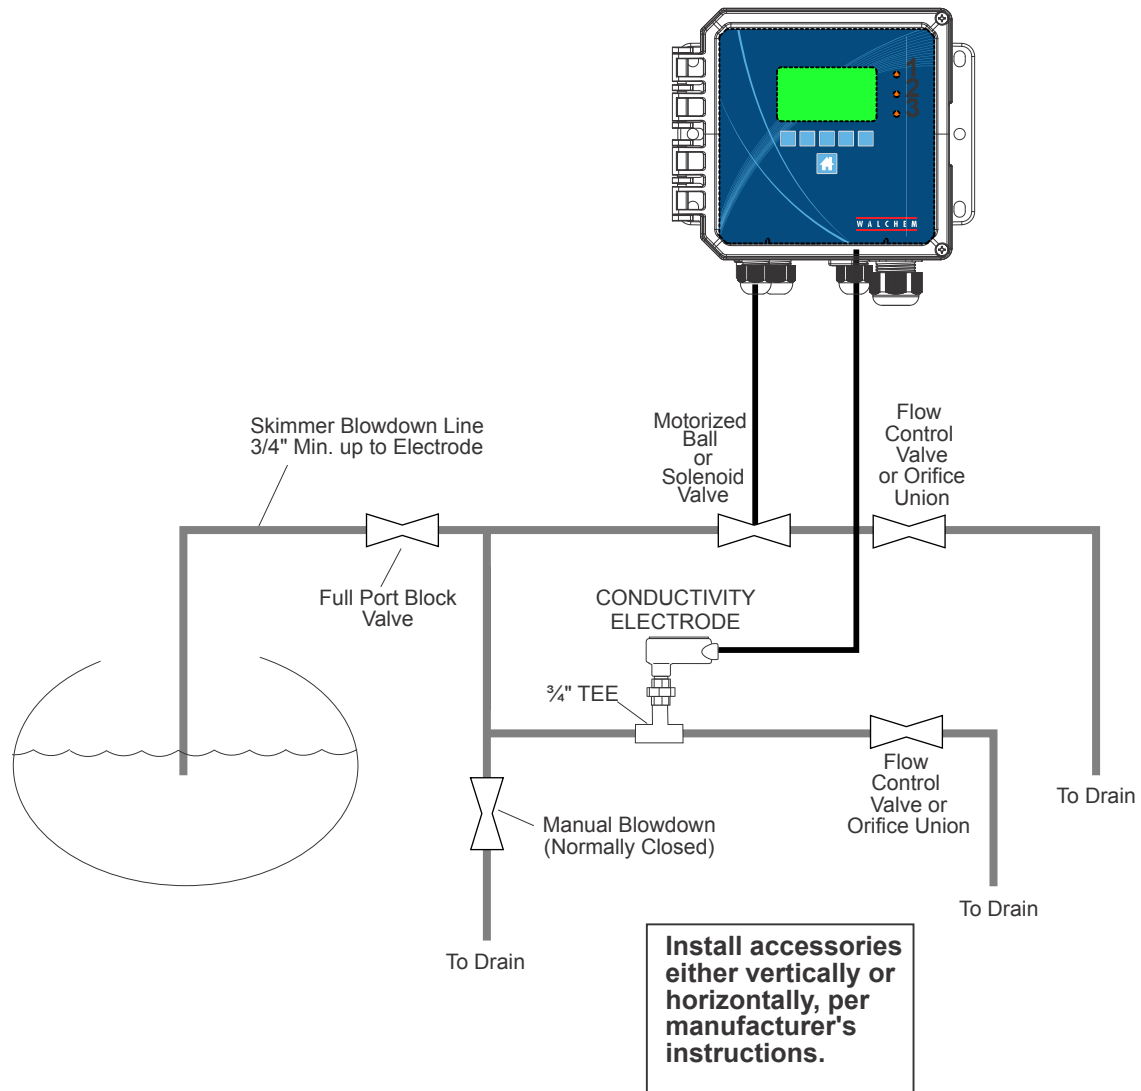 1
2
3
WALCHEM
Skimmer Blowdown Line
3/4" Min. up to Electrode
Motorized
Ball
or
Solenoid
Valve
Flow
Control
Valve
or Orifice
Union
Full Port Block
Valve
CONDUCTIVITY
ELECTRODE
¾" TEE
Flow
Control
Valve or
Orifice Union
To Drain
Manual Blowdown
(Normally Closed)
To Drain
To Drain
Install accessories
either vertically or
horizontally, per
manufacturer's
instructions.